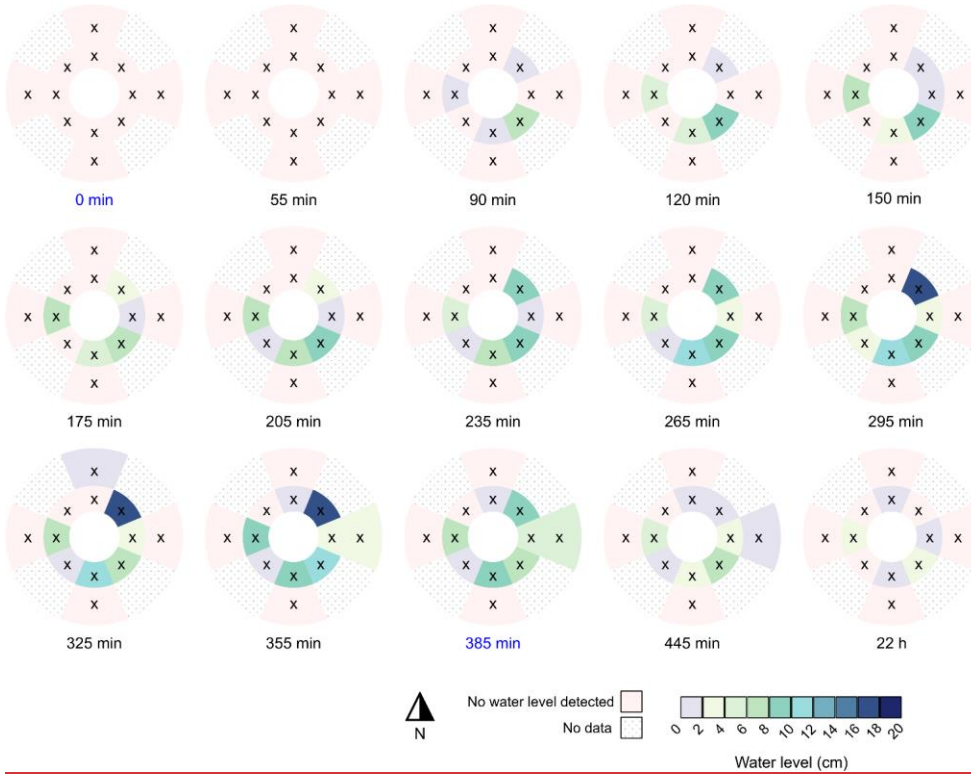 0 min
55 min
90 min
120 min
150 min
175 min
205 min
235 min
265 min
295 min
325 min
355 min
385 min
445 min
22 h
N
No water level detected
No data
0 2 4 6 8 10 12 14 16 18 20
Water level (cm)